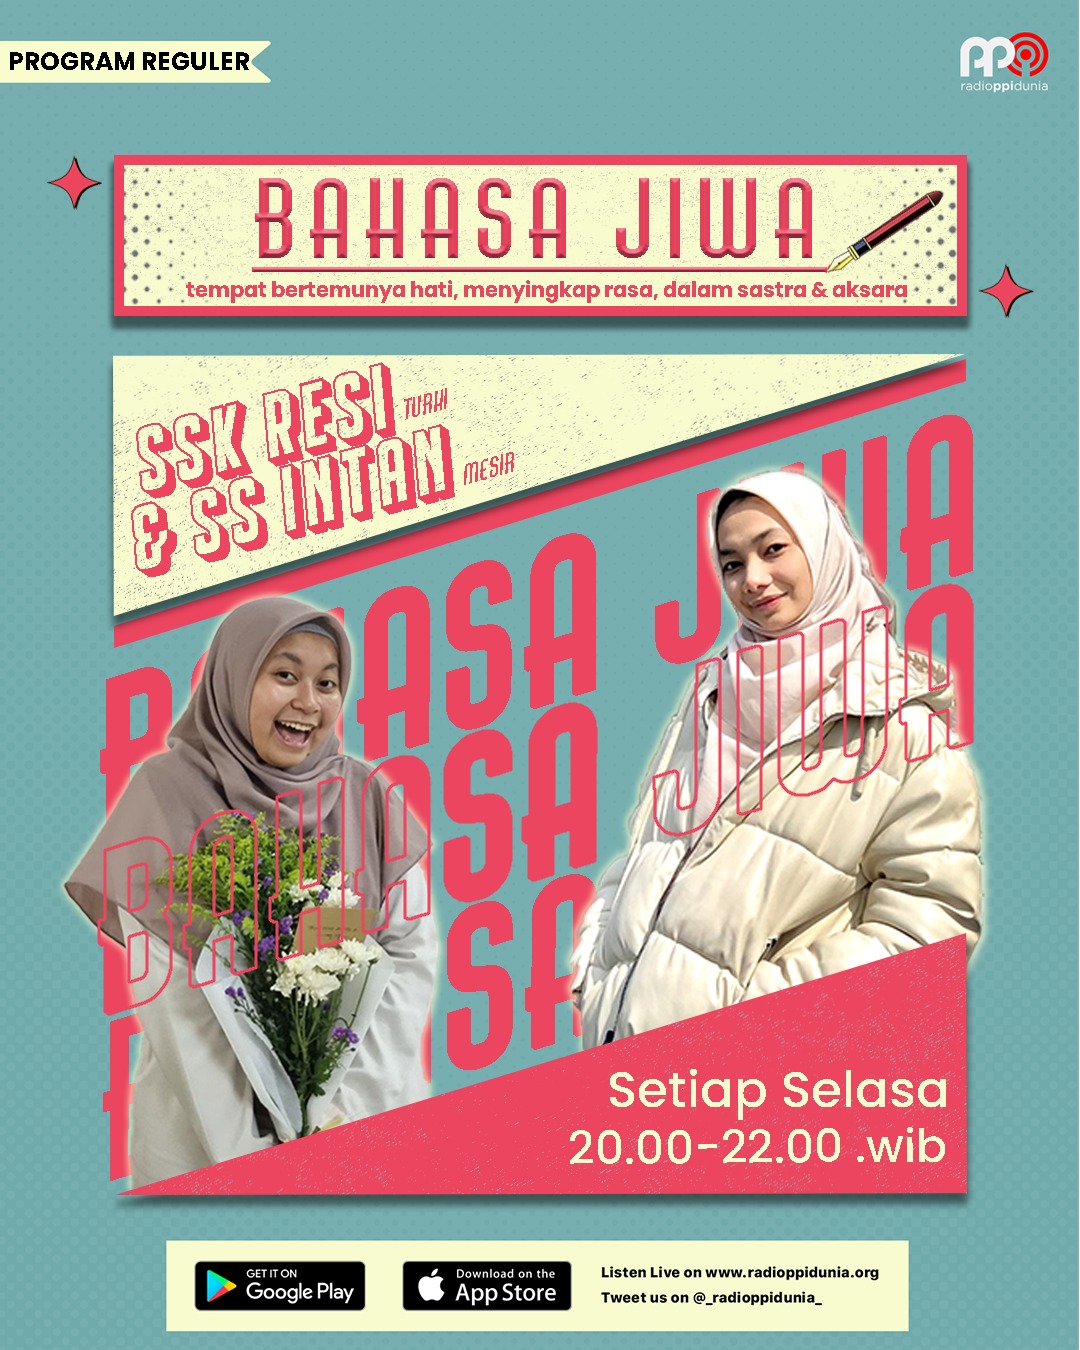 PROGRAM REGULER
PPI
radioppidunia
BAHASA JIWA
tempat bertemunya hati, menyingkap rasa, dalam sastra & aksara
SSK RESI TURKI
& SS INTAN MESIR
BAHASA JIWA
BAHASA JIWA
SA
Setiap Selasa
20.00-22.00 .wib
GET IT ON
Google Play
Download on the
App Store
Listen Live on www.radioppidunia.org
Tweet us on @_radioppidunia_